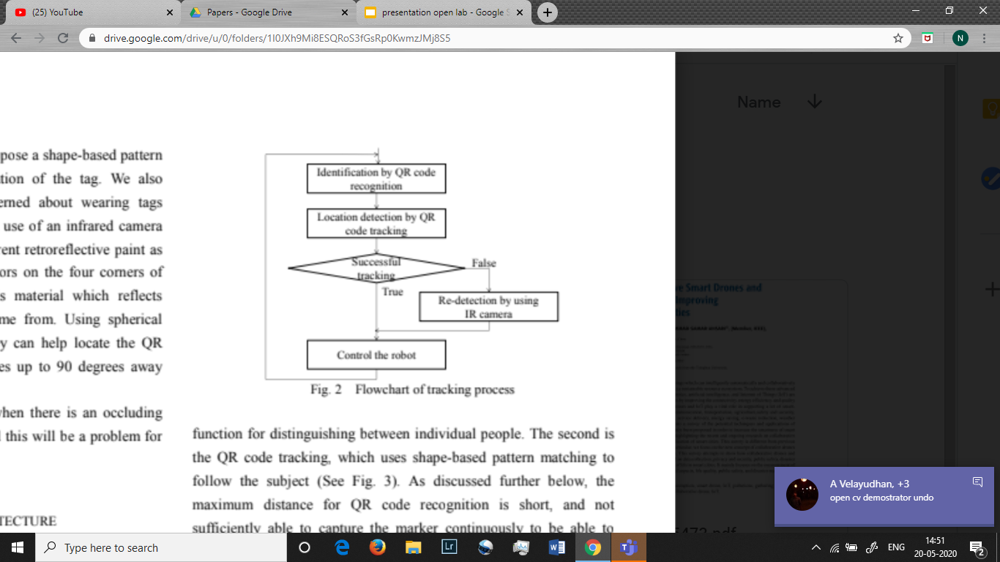 (25) YouTube
Papers - Google Drive
presentation open lab - Google S
drive.google.com/drive/u/0/folders/1I0JXh9Mi8ESQRoS3fGsRp0KwmzJMj8S5
N
Name
pose a shape-based pattern
tion of the tag. We also
erned about wearing tags
use of an infrared camera
rent retroreflective paint as
ors on the four corners of
s material which reflects
me from. Using spherical
y can help locate the QR
es up to 90 degrees away
when there is an occluding
this will be a problem for
TECTURE
Identification by QR code
recognition
Location detection by QR
code tracking
Successful
tracking
False
True
Re-detection by using
IR camera
Control the robot
Fig. 2 Flowchart of tracking process
function for distinguishing between individual people. The second is
the QR code tracking, which uses shape-based pattern matching to
follow the subject (See Fig. 3). As discussed further below, the
maximum distance for QR code recognition is short, and not
sufficiently able to capture the marker continuously to be able to
e Smart Drones and
Improving
ties
5473.pdf
A Velayudhan, +3
open cv demostrator undo
Type here to search
Lr
ENG
14:51
20-05-2020
2